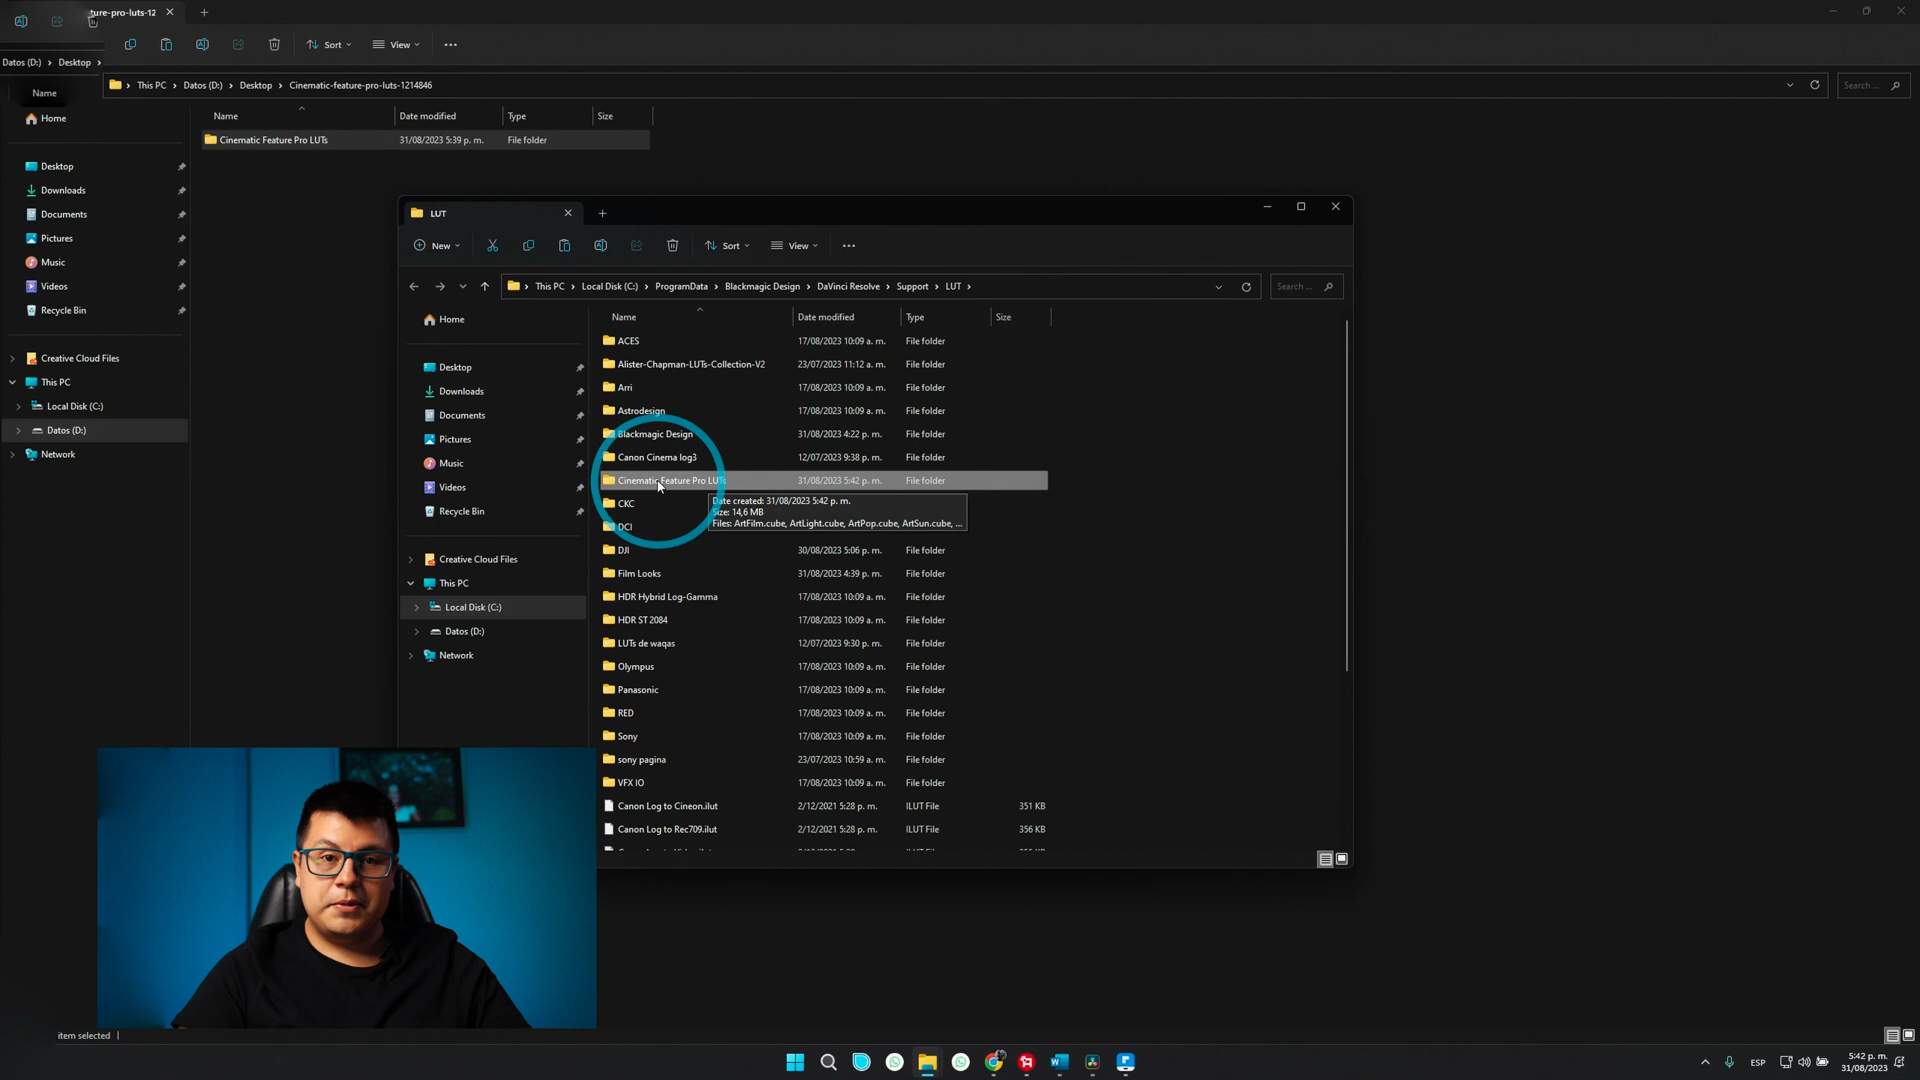 ture-pro-luts-12
Sort
View
Datos (D:) > Desktop >
This PC > Datos (D:) > Desktop > Cinematic-feature-pro-luts-1214846
Search ...
Name
Name
Date modified
Type
Size
Home
Cinematic Feature Pro LUTs
31/08/2023 5:39 p. m.
File folder
Desktop
Downloads
Documents
Pictures
Music
Videos
Recycle Bin
Creative Cloud Files
This PC
Local Disk (C:)
Datos (D:)
Network
LUT
New
Sort
View
This PC > Local Disk (C:) > ProgramData > Blackmagic Design > DaVinci Resolve > Support > LUT >
Search ...
Home
Desktop
Downloads
Documents
Pictures
Music
Videos
Recycle Bin
Creative Cloud Files
This PC
Local Disk (C:)
Datos (D:)
Network
Name Date modified Type Size
ACES 17/08/2023 10:09 a. m. File folder
Alister-Chapman-LUTs-Collection-V2 23/07/2023 11:12 a. m. File folder
Arri 17/08/2023 10:09 a. m. File folder
Astrodesign 17/08/2023 10:09 a. m. File folder
Blackmagic Design 31/08/2023 4:22 p. m. File folder
Canon Cinema log3 12/07/2023 9:38 p. m. File folder
Cinematic Feature Pro LUTs 31/08/2023 5:42 p. m. File folder
CKC
DCI
Date created: 31/08/2023 5:42 p. m.
Size: 14,6 MB
Files: ArtFilm.cube, ArtLight.cube, ArtPop.cube, ArtSun.cube, ...
DJI 30/08/2023 5:06 p. m. File folder
Film Looks 31/08/2023 4:39 p. m. File folder
HDR Hybrid Log-Gamma 17/08/2023 10:09 a. m. File folder
HDR ST 2084 17/08/2023 10:09 a. m. File folder
LUTs de waqas 12/07/2023 9:30 p. m. File folder
Olympus 17/08/2023 10:09 a. m. File folder
Panasonic 17/08/2023 10:09 a. m. File folder
RED 17/08/2023 10:09 a. m. File folder
Sony 17/08/2023 10:09 a. m. File folder
sony pagina 23/07/2023 10:59 a. m. File folder
VFX IO 17/08/2023 10:09 a. m. File folder
Canon Log to Cineon.ilut 2/12/2021 5:28 p. m. ILUT File 351 KB
Canon Log to Rec709.ilut 2/12/2021 5:28 p. m. ILUT File 356 KB
item selected
ESP
5:42 p. m.
31/08/2023